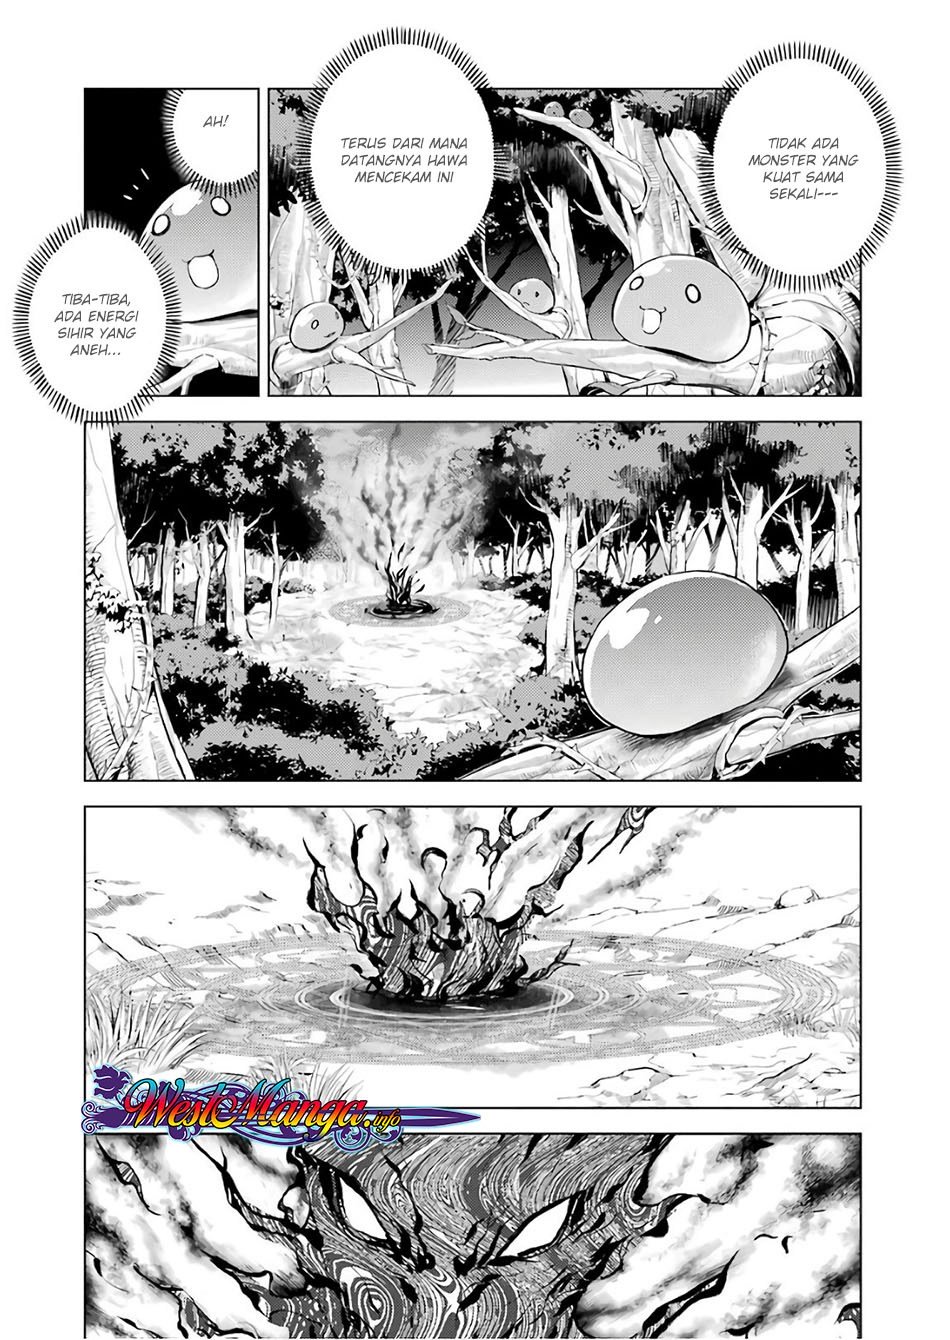 TIDAK ADA
MONSTER YANG
KUAT SAMA
SEKALI---
TERUS DARI MANA
DATANGNYA HAWA
MENCEKAM INI
AH!
TIBA-TIBA,
ADA ENERGI
SIHIR YANG
ANEH...
WestManga.info